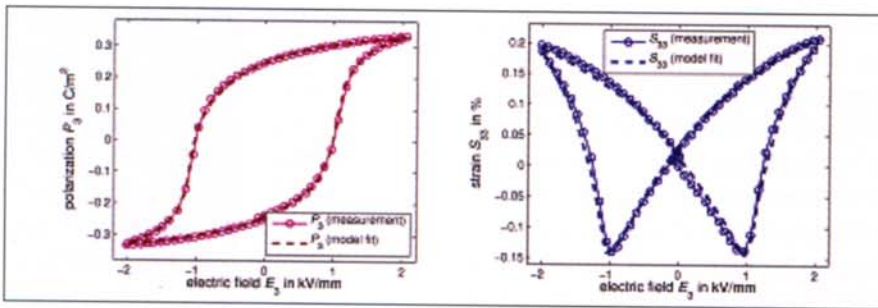 0.3
0.2
0.1
0
-0.1
-0.2
-0.3
polarization P₃ in C/m²
P₃ (measurement)
P₃ (model fit)
-2 -1 0 1 2
electric field E₃ in kV/mm
0.2
0.15
0.1
0.05
0
-0.05
-0.1
-0.15
strain S₃₃ in %
S₃₃ (measurement)
S₃₃ (model fit)
-2 -1 0 1 2
electric field E₃ in kV/mm